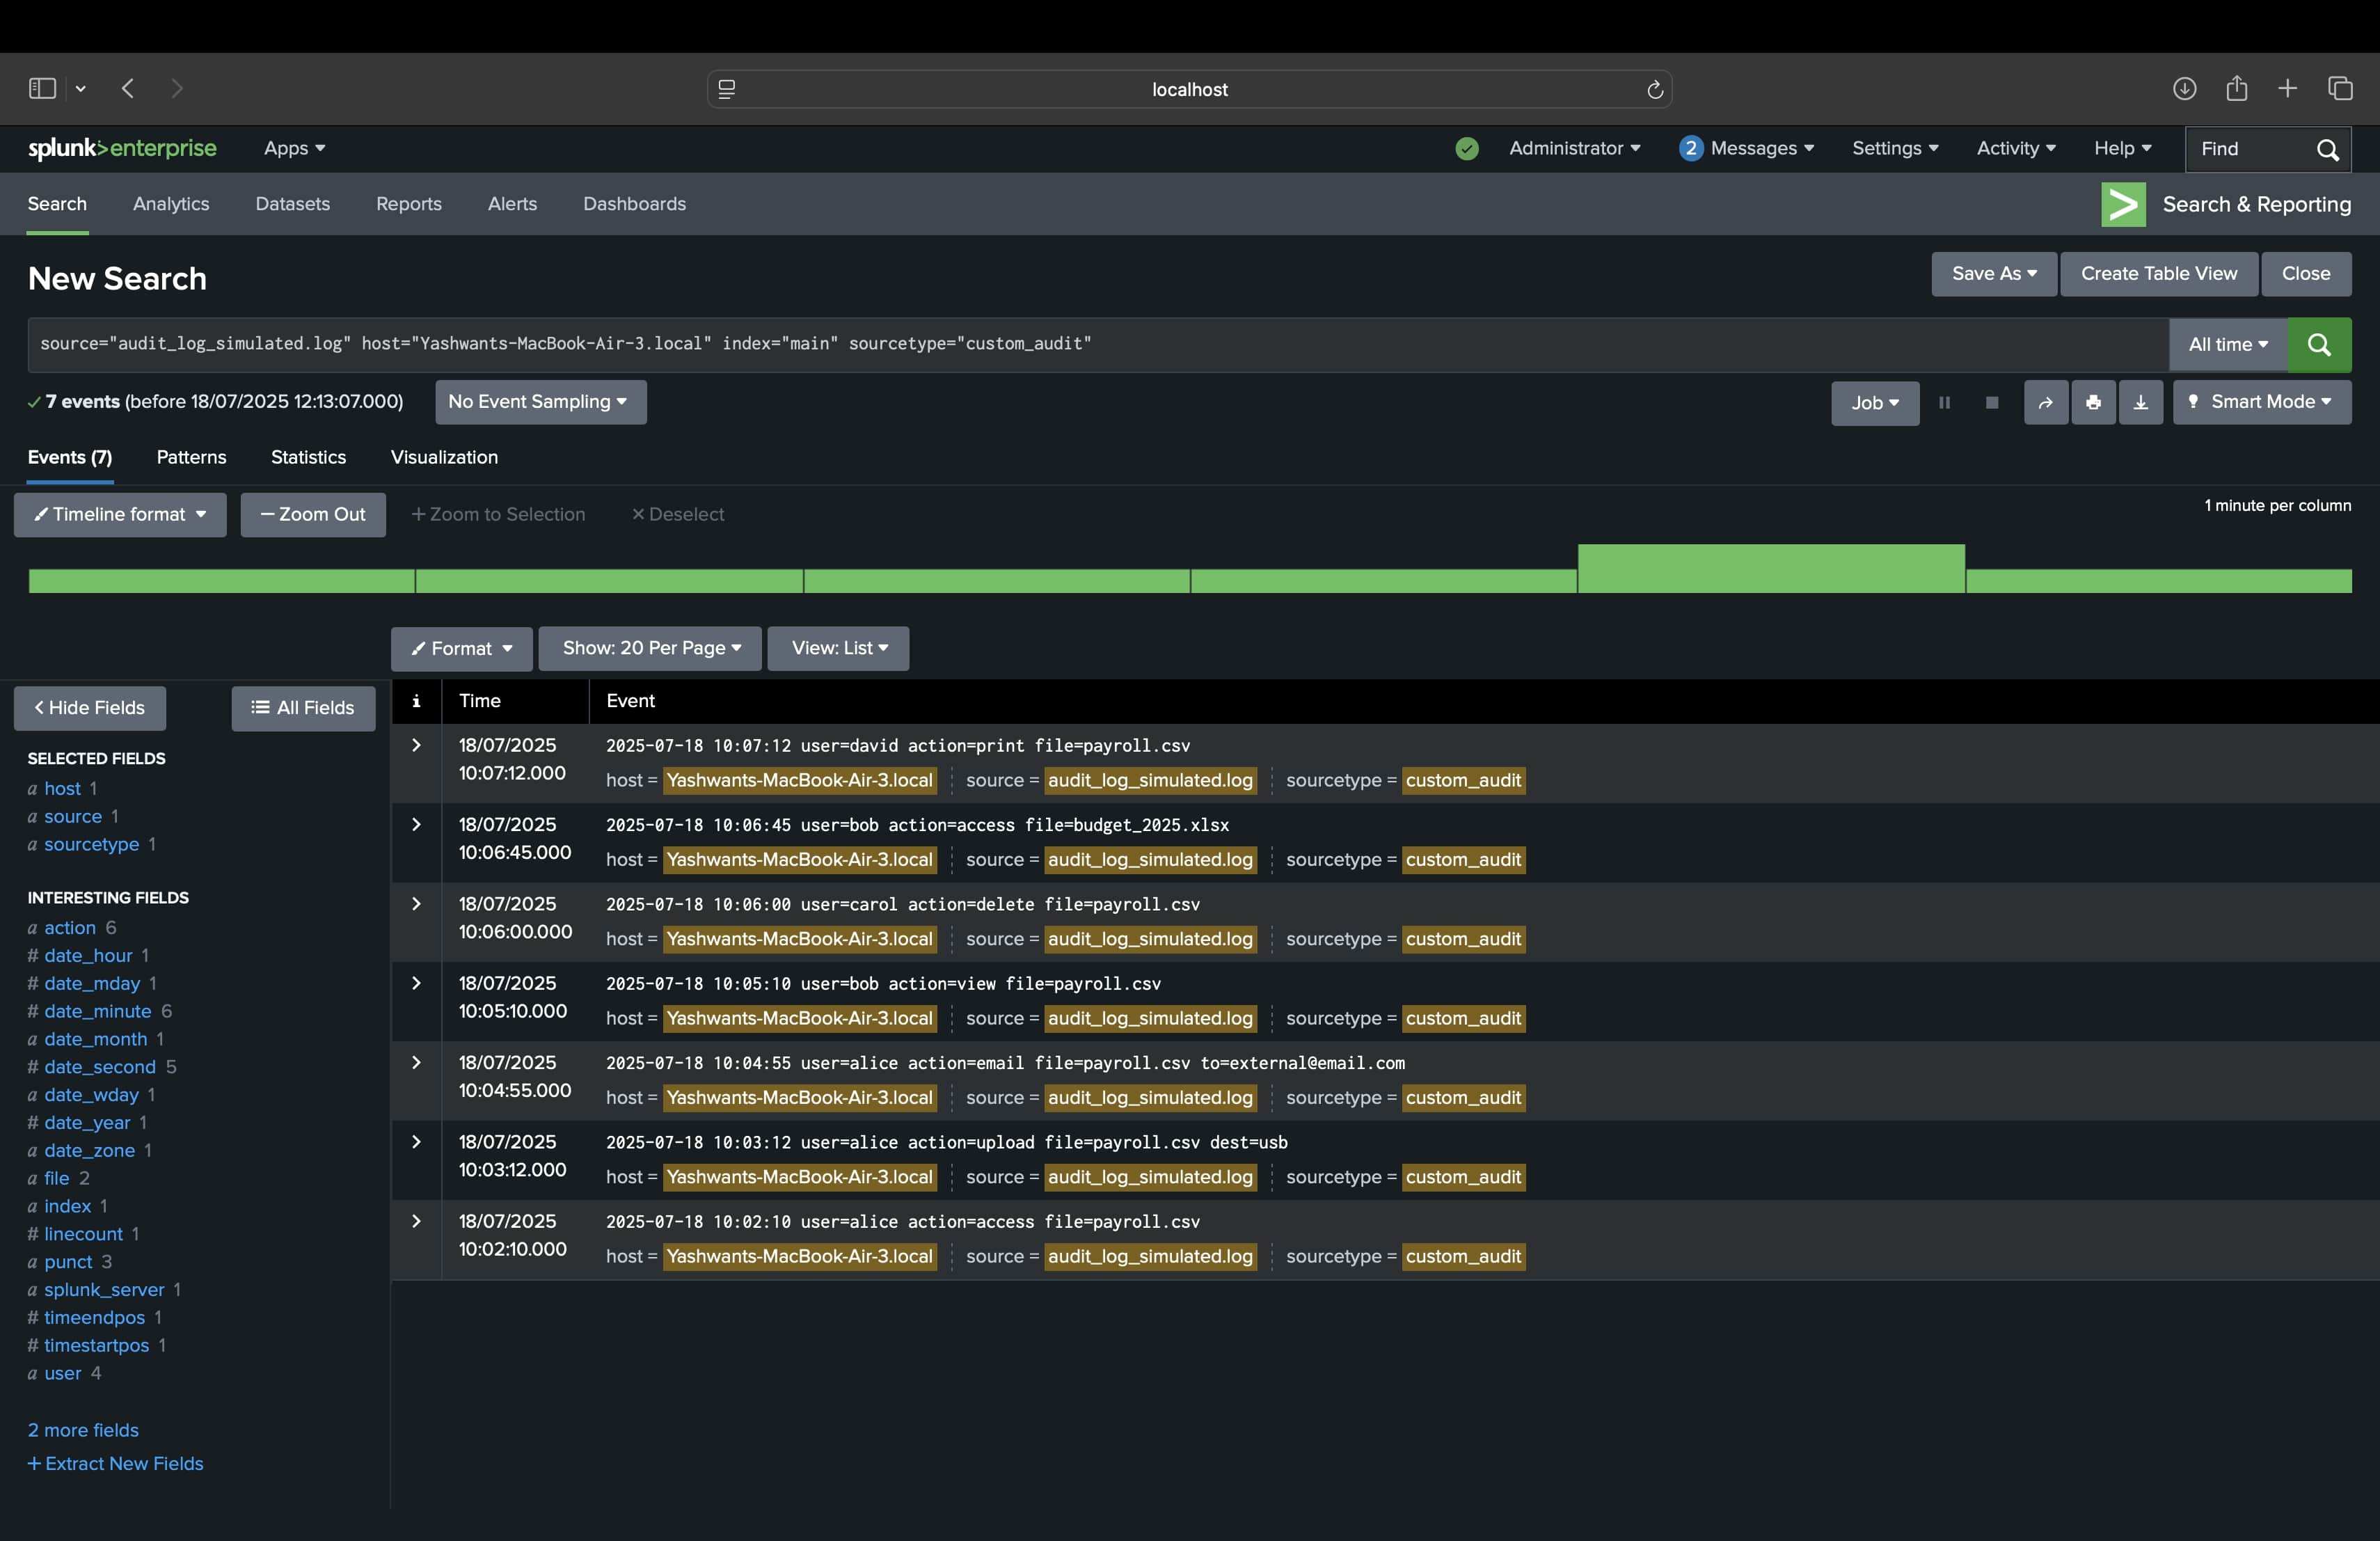 localhost
splunk>enterprise Apps Administrator 2 Messages Settings Activity Help Find
Search Analytics Datasets Reports Alerts Dashboards Search & Reporting
New Search Save As Create Table View Close
source="audit_log_simulated.log" host="Yashwants-MacBook-Air-3.local" index="main" sourcetype="custom_audit" All time
7 events (before 18/07/2025 12:13:07.000) No Event Sampling Job Smart Mode
Events (7) Patterns Statistics Visualization
Timeline format Zoom Out + Zoom to Selection × Deselect 1 minute per column
Format Show: 20 Per Page View: List
Hide Fields All Fields
SELECTED FIELDS
a host 1
a source 1
a sourcetype 1
INTERESTING FIELDS
a action 6
# date_hour 1
# date_mday 1
# date_minute 6
a date_month 1
# date_second 5
a date_wday 1
# date_year 1
a date_zone 1
a file 2
a index 1
# linecount 1
a punct 3
a splunk_server 1
# timeendpos 1
# timestartpos 1
a user 4
2 more fields
+ Extract New Fields
i Time Event
18/07/2025 2025-07-18 10:07:12 user=david action=print file=payroll.csv
10:07:12.000 host = Yashwants-MacBook-Air-3.local source = audit_log_simulated.log sourcetype = custom_audit
18/07/2025 2025-07-18 10:06:45 user=bob action=access file=budget_2025.xlsx
10:06:45.000 host = Yashwants-MacBook-Air-3.local source = audit_log_simulated.log sourcetype = custom_audit
18/07/2025 2025-07-18 10:06:00 user=carol action=delete file=payroll.csv
10:06:00.000 host = Yashwants-MacBook-Air-3.local source = audit_log_simulated.log sourcetype = custom_audit
18/07/2025 2025-07-18 10:05:10 user=bob action=view file=payroll.csv
10:05:10.000 host = Yashwants-MacBook-Air-3.local source = audit_log_simulated.log sourcetype = custom_audit
18/07/2025 2025-07-18 10:04:55 user=alice action=email file=payroll.csv to=external@email.com
10:04:55.000 host = Yashwants-MacBook-Air-3.local source = audit_log_simulated.log sourcetype = custom_audit
18/07/2025 2025-07-18 10:03:12 user=alice action=upload file=payroll.csv dest=usb
10:03:12.000 host = Yashwants-MacBook-Air-3.local source = audit_log_simulated.log sourcetype = custom_audit
18/07/2025 2025-07-18 10:02:10 user=alice action=access file=payroll.csv
10:02:10.000 host = Yashwants-MacBook-Air-3.local source = audit_log_simulated.log sourcetype = custom_audit